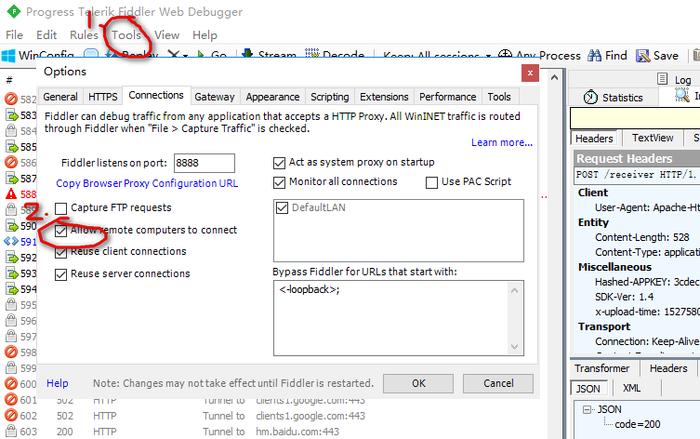 1.
Progress Telerik Fiddler Web Debugger
File Edit Rules Tools View Help
WinConfig Replay Go Stream Decode Keep: All sessions Any Process Find Save
Options
x
General HTTPS Connections Gateway Appearance Scripting Extensions Performance Tools
Fiddler can debug traffic from any application that accepts a HTTP Proxy. All WinINET traffic is routed
through Fiddler when "File > Capture Traffic" is checked.
Learn more...
Fiddler listens on port: 8888
Copy Browser Proxy Configuration URL
Capture FTP requests
2.
Allow remote computers to connect
Reuse client connections
Reuse server connections
Act as system proxy on startup
Monitor all connections Use PAC Script
DefaultLAN
Bypass Fiddler for URLs that start with:
<-loopback>;
Help Note: Changes may not take effect until Fiddler is restarted. OK Cancel
#
582
583
584
585
586
587
588
590
591
592
593
594
595
596
597
598
599
600
601 502 HTTP Tunnel to clients1.google.com:443
602 502 HTTP Tunnel to clients1.google.com:443
603 200 HTTP Tunnel to hm.baidu.com:443
Log
Statistics In
Headers TextView S
Request Headers
POST /receiver HTTP/1.
Client
User-Agent: Apache-Ht
Entity
Content-Length: 528
Content-Type: applicatio
Miscellaneous
Hashed-APPKEY: 3cdec
SDK-Ver: 1.4
x-upload-time: 1527580
Transport
Connection: Keep-Alive
Transformer Headers
JSON XML
JSON
code=200